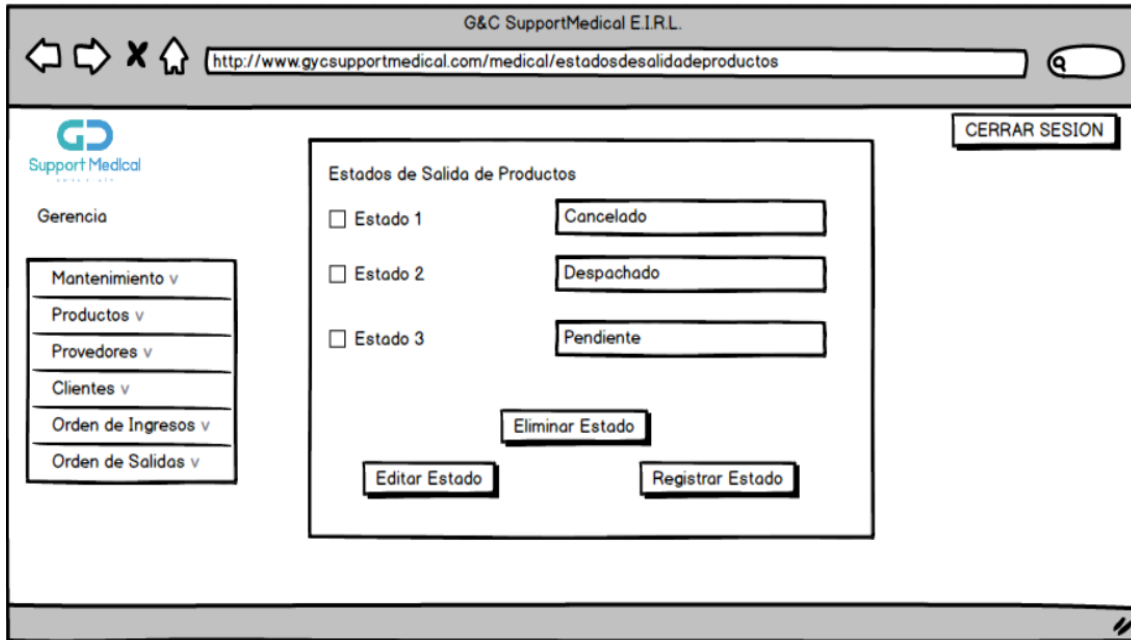 G&C SupportMedical E.I.R.L.
http://www.gycsupportmedical.com/medical/estadosdesalidadeproductos
CERRAR SESION
Support Medical
Gerencia
Mantenimiento v
Productos v
Provedores v
Clientes v
Orden de Ingresos v
Orden de Salidas v
Estados de Salida de Productos
Estado 1
Cancelado
Estado 2
Despachado
Estado 3
Pendiente
Eliminar Estado
Editar Estado
Registrar Estado